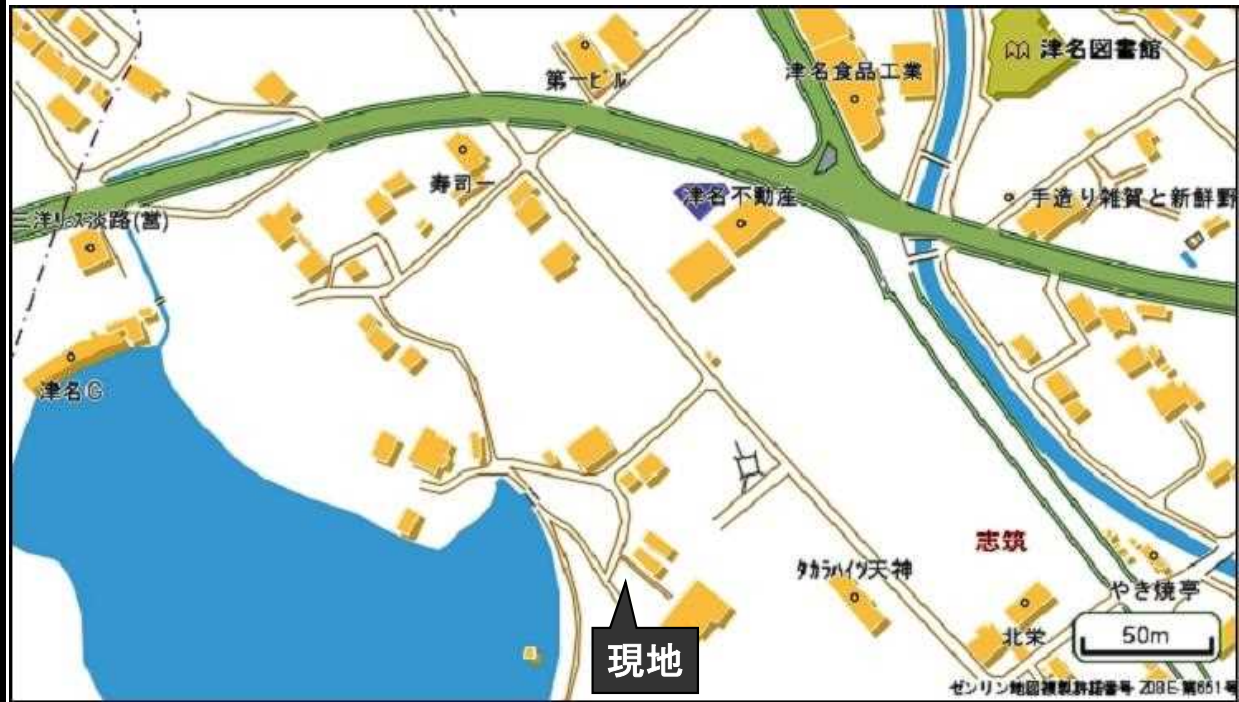 津名図書館
第一ビル
津名食品工業
寿司一
津名不動産
手造り雑貨と新鮮野
三洋リース淡路(営)
津名G
志筑
タカラハイツ天神
やき焼亭
北栄
50m
現地
ゼンリン地図複製許諾番号 Z08E-第651号